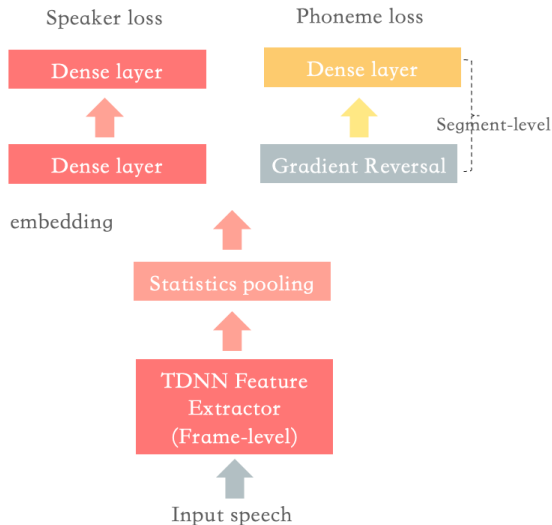 Speaker loss
Phoneme loss
Dense layer
Dense layer
Segment-level
Dense layer
Gradient Reversal
embedding
Statistics pooling
TDNN Feature
Extractor
(Frame-level)
Input speech